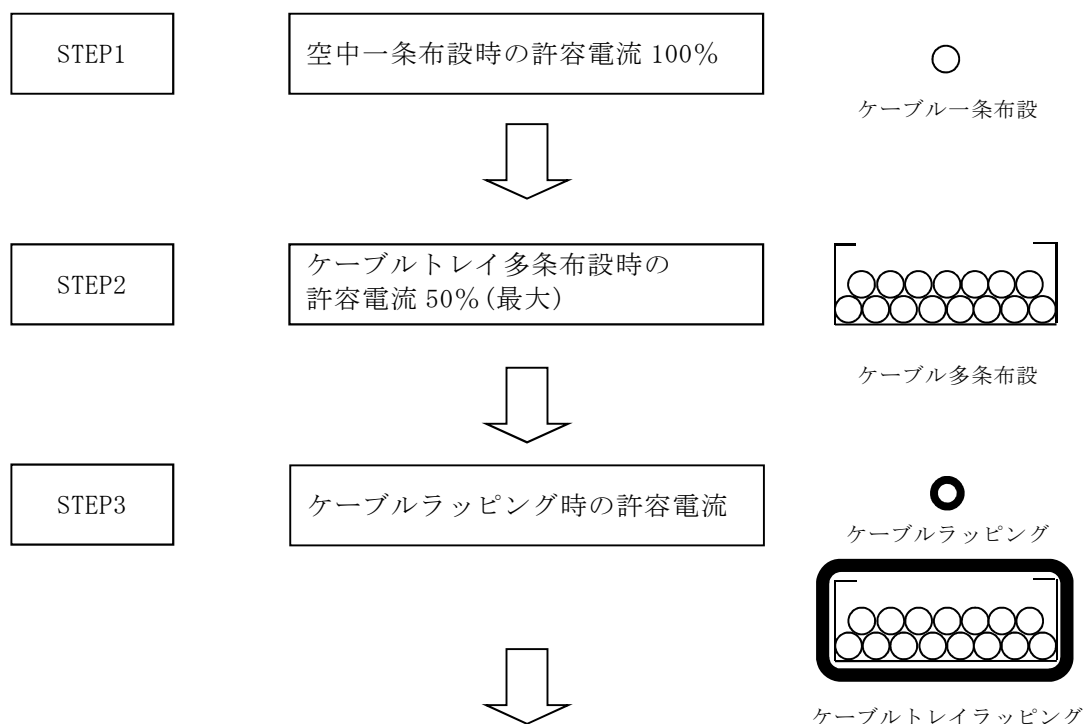 STEP1
空中一条布設時の許容電流 100%
ケーブル一条布設
STEP2
ケーブルトレイ多条布設時の
許容電流 50%(最大)
ケーブル多条布設
STEP3
ケーブルラッピング時の許容電流
ケーブルラッピング
ケーブルトレイラッピング